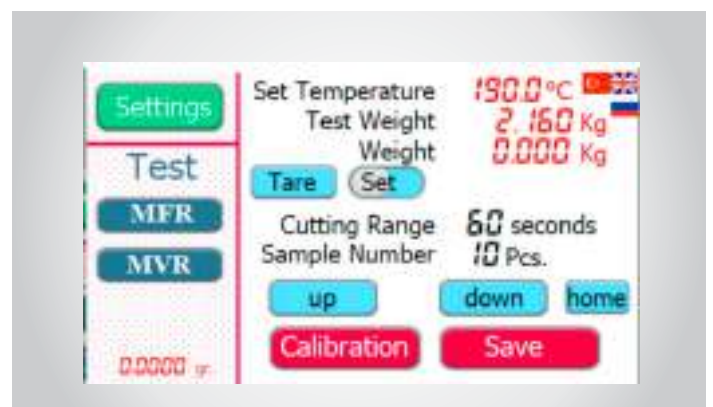 Settings
Test
MFR
MVR
0.0000 gr.
Set Temperature 190.0 °C
Test Weight 2.160 Kg
Weight 0.000 Kg
Tare Set
Cutting Range 60 seconds
Sample Number 10 Pcs.
up down home
Calibration Save